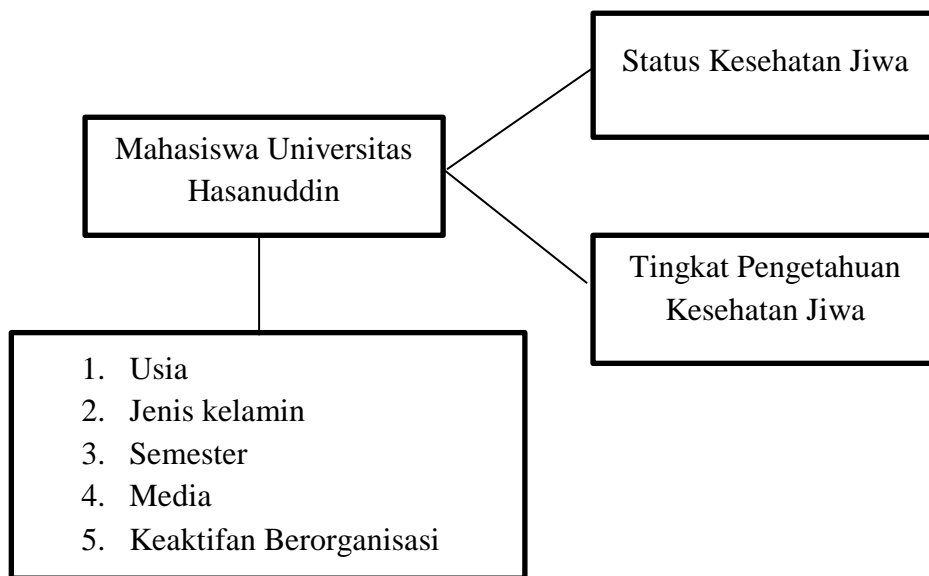 Status Kesehatan Jiwa
Mahasiswa Universitas
Hasanuddin
Tingkat Pengetahuan
Kesehatan Jiwa
1. Usia
2. Jenis kelamin
3. Semester
4. Media
5. Keaktifan Berorganisasi